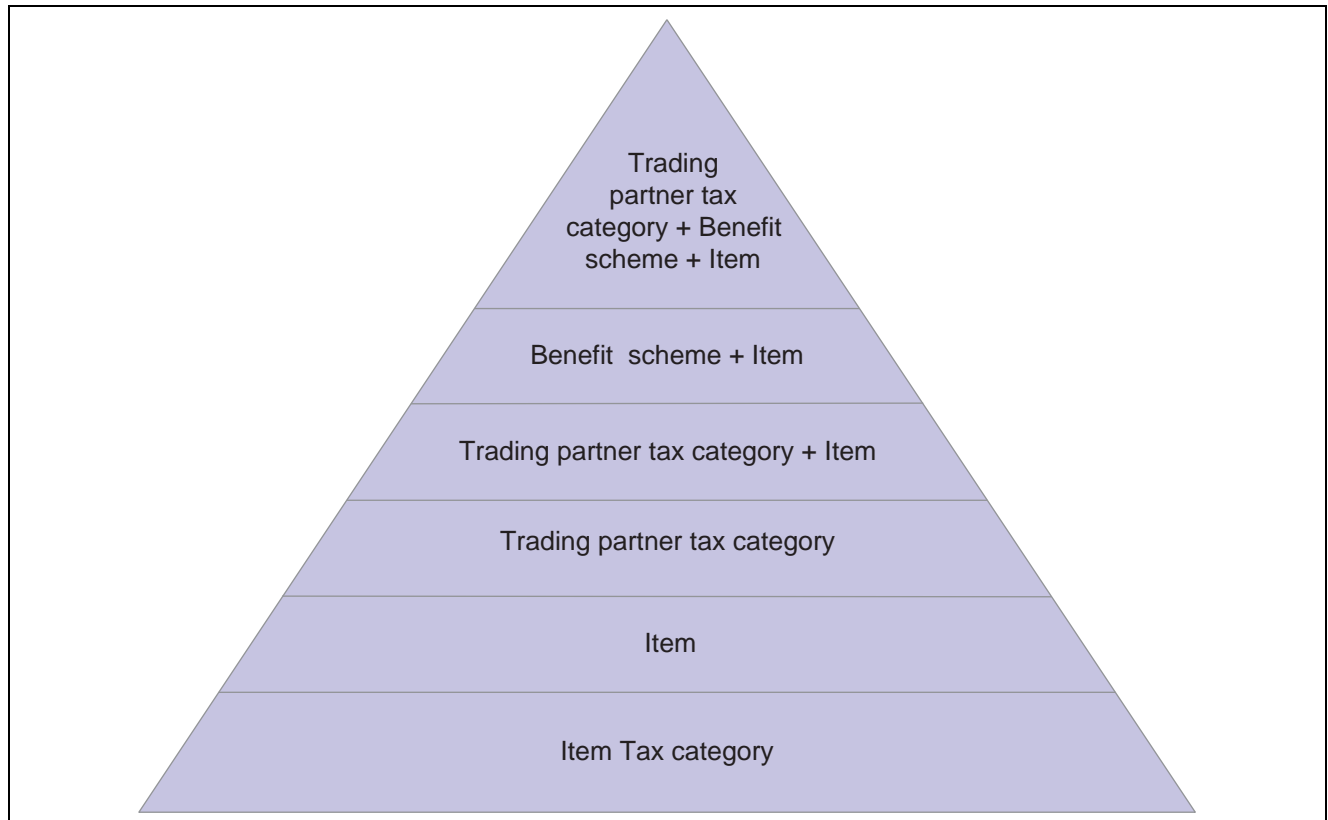 Trading
partner tax
category + Benefit
scheme + Item
Benefit scheme + Item
Trading partner tax category + Item
Trading partner tax category
Item
Item Tax category